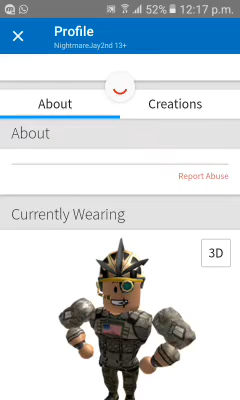 52% 12:17 p.m.
Profile
NightmareJay2nd 13+
About
Creations
About
Report Abuse
Currently Wearing
3D